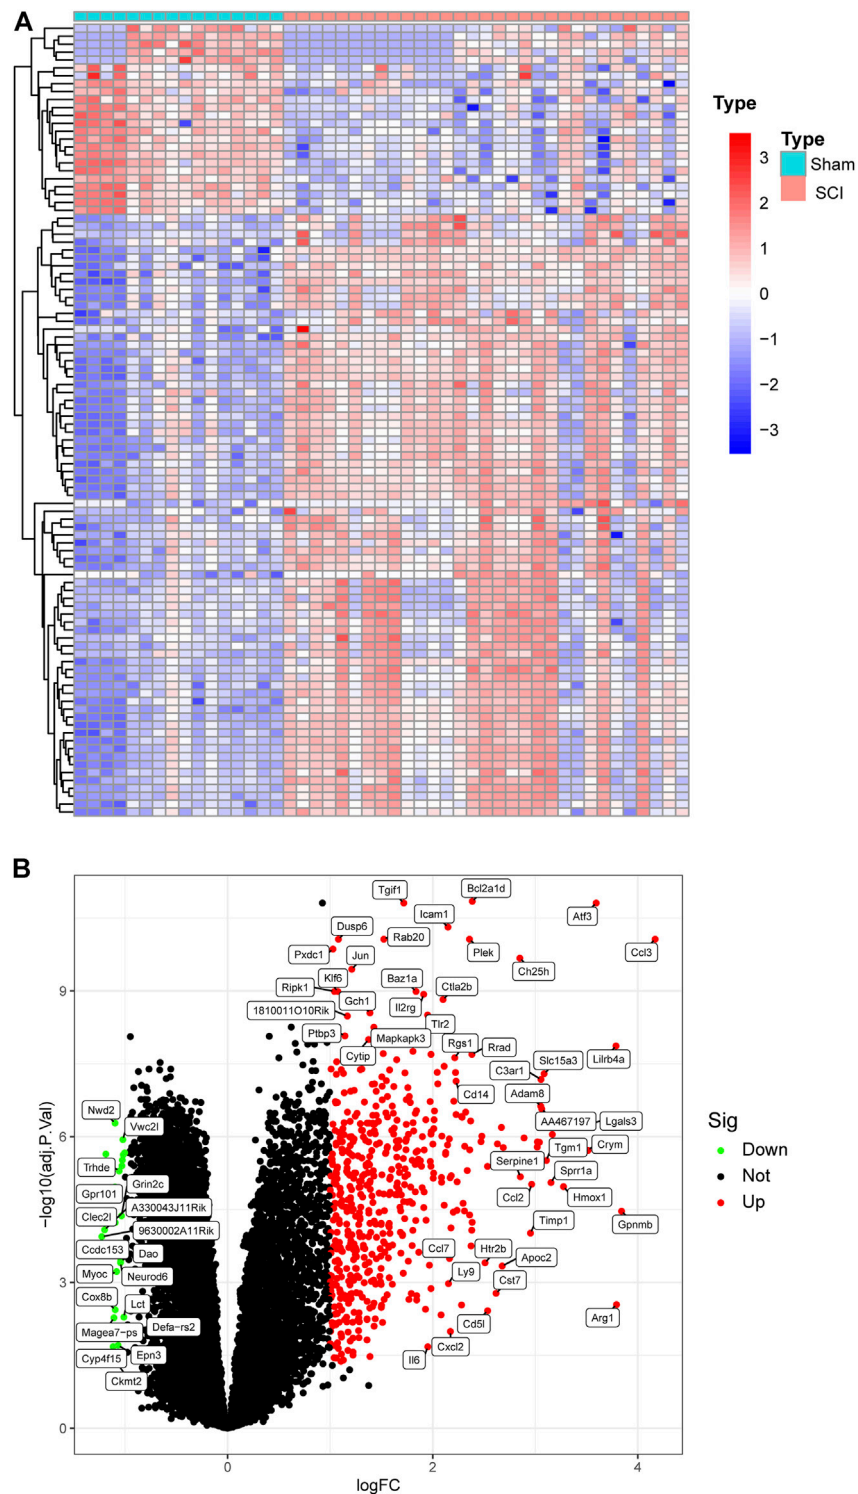 A
Type
3
2
1
0
−1
−2
−3
Type
Sham
SCI
B
Tgif1
Bcl2a1d
Icam1
Atf3
Dusp6
Rab20
Plek
Ccl3
Pxdc1
Jun
Ch25h
Klf6
Baz1a
Ctla2b
Ripk1
Gch1
Il2rg
1810011O10Rik
Tlr2
Ptbp3
Mapkapk3
Rgs1
Rrad
Cytip
Slc15a3
Lilrb4a
C3ar1
Cd14
Adam8
Nwd2
AA467197
Lgals3
Vwc2l
Tgm1
Crym
Trhde
Serpine1
Sprr1a
Grin2c
Gpr101
Ccl2
Hmox1
A330043J11Rik
Clec2l
Timp1
Gpnmb
9630002A11Rik
Ccdc153
Dao
Ccl7
Htr2b
Apoc2
Myoc
Neurod6
Ly9
Cst7
Cox8b
Lct
Arg1
Magea7−ps
Defa−rs2
Cd5l
Cyp4f15
Epn3
Il6
Cxcl2
Ckmt2
9
6
3
0
−log10(adj.P.Val)
0
2
4
logFC
Sig
Down
Not
Up